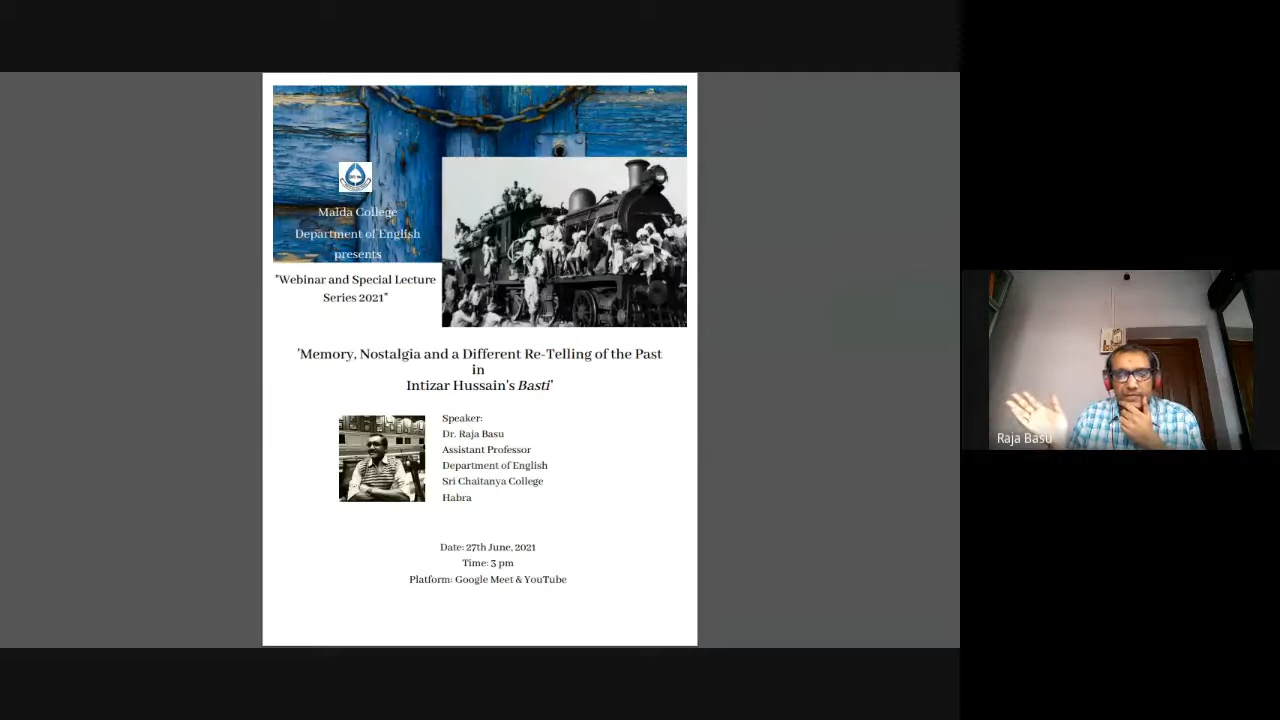 Malda College
Department of English
presents
"Webinar and Special Lecture
Series 2021"
'Memory, Nostalgia and a Different Re-Telling of the Past
in
Intizar Hussain's Basti'
Speaker:
Dr. Raja Basu
Assistant Professor
Department of English
Sri Chaitanya College
Habra
Date: 27th June, 2021
Time: 3 pm
Platform: Google Meet & YouTube
Raja Basu